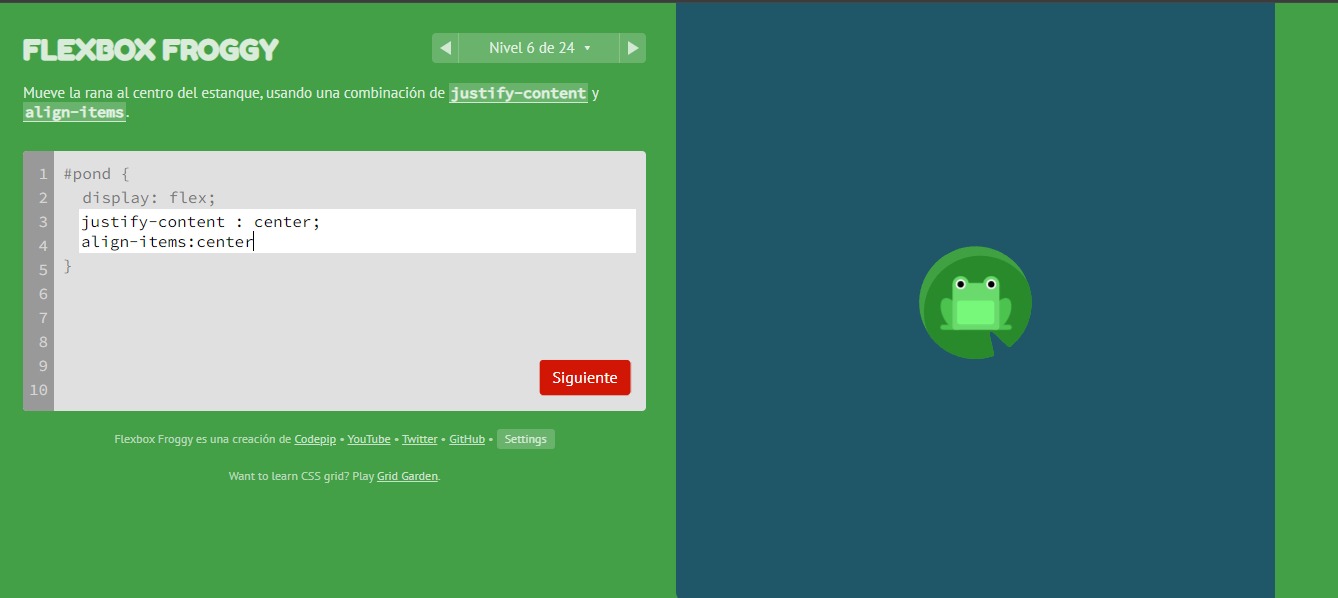 FLEXBOX FROGGY
Nivel 6 de 24
Mueve la rana al centro del estanque, usando una combinación de justify-content y
align-items.
1 #pond {
2 display: flex;
3 justify-content : center;
4 align-items:center
5 }
6
7
8
9
10
Siguiente
Flexbox Froggy es una creación de Codepip • YouTube • Twitter • GitHub • Settings
Want to learn CSS grid? Play Grid Garden.